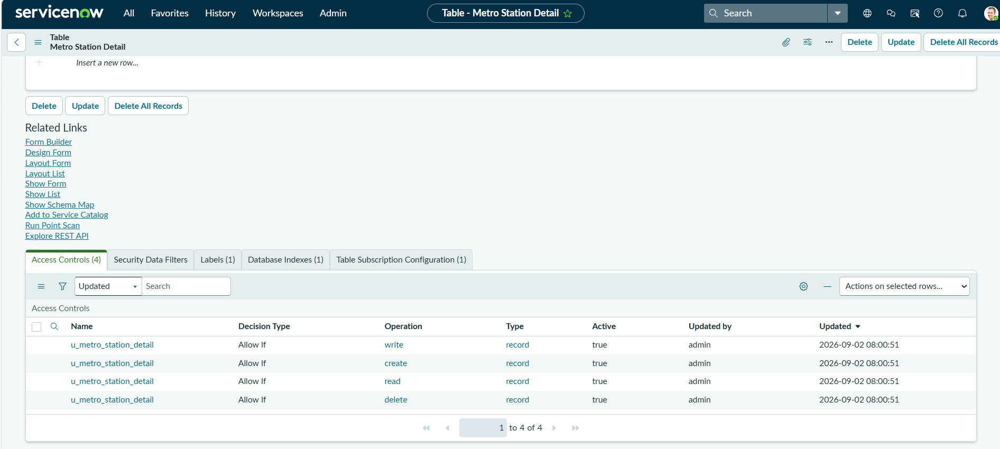 servicenow All Favorites History Workspaces Admin Table - Metro Station Detail Search
Table
Metro Station Detail
Delete Update Delete All Records
Insert a new row...
Delete Update Delete All Records
Related Links
Form Builder
Design Form
Layout Form
Layout List
Show Form
Show List
Show Schema Map
Add to Service Catalog
Run Point Scan
Explore REST API
Access Controls (4) Security Data Filters Labels (1) Database Indexes (1) Table Subscription Configuration (1)
Updated Search Actions on selected rows...
Access Controls
Name Decision Type Operation Type Active Updated by Updated
u_metro_station_detail Allow If write record true admin 2026-09-02 08:00:51
u_metro_station_detail Allow If create record true admin 2026-09-02 08:00:51
u_metro_station_detail Allow If read record true admin 2026-09-02 08:00:51
u_metro_station_detail Allow If delete record true admin 2026-09-02 08:00:51
1 to 4 of 4